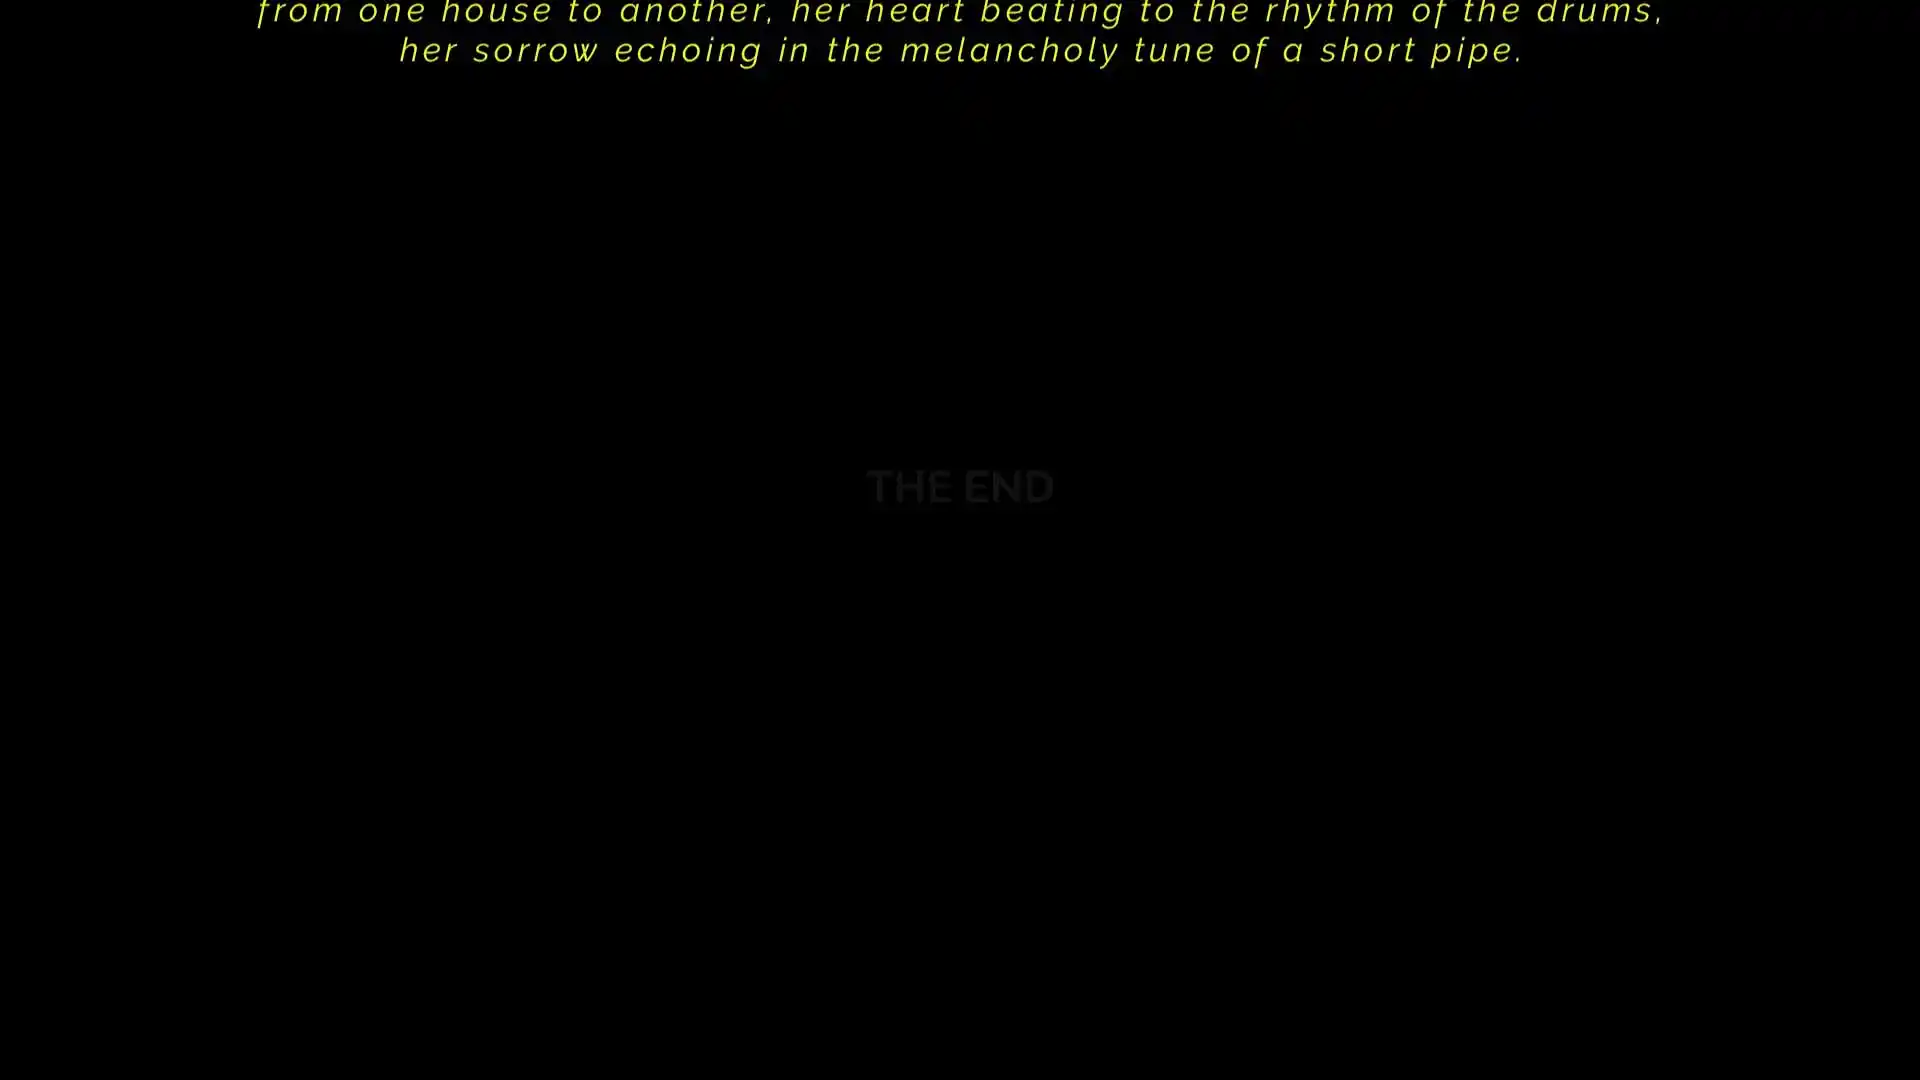 from one house to another, her heart beating to the rhythm of the drums,
her sorrow echoing in the melancholy tune of a short pipe.
THE END